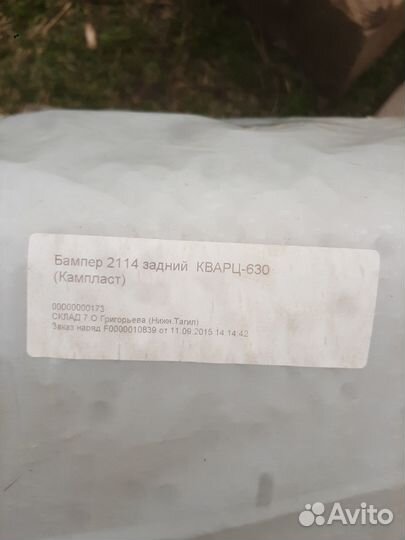 Бампер 2114 задний КВАРЦ-630
(Кампласт)
00000000173
СКЛАД 7 О Григорьева (Нижн.Тагил)
Заказ наряд F0000010839 от 11.09.2015 14:14:42
Avito